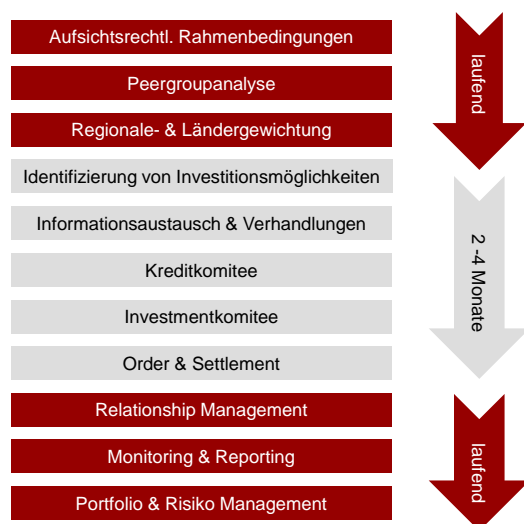 Aufsichtsrechtl. Rahmenbedingungen
Peergroupanalyse
Regionale- & Ländergewichtung
laufend
Identifizierung von Investitionsmöglichkeiten
Informationsaustausch & Verhandlungen
Kreditkomitee
Investmentkomitee
Order & Settlement
2 -4 Monate
Relationship Management
Monitoring & Reporting
Portfolio & Risiko Management
laufend